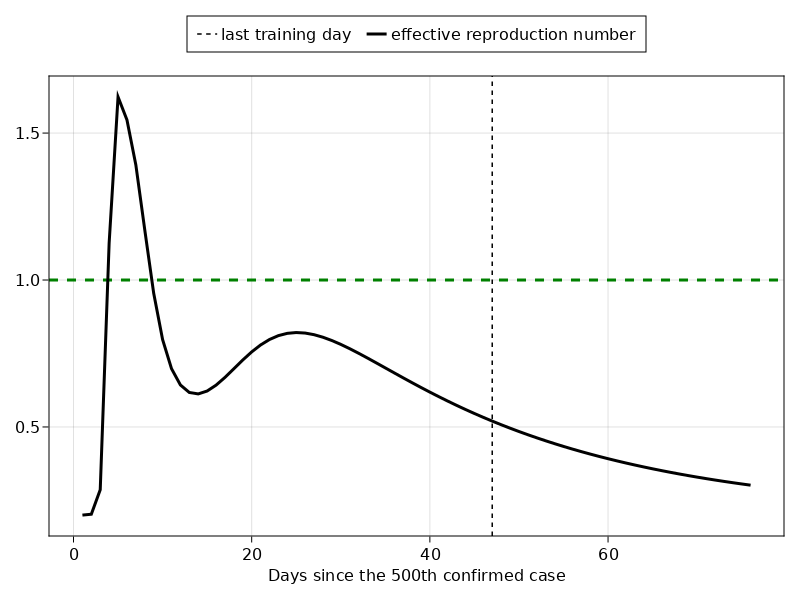 last training day effective reproduction number
1.5
1.0
0.5
0 20 40 60
Days since the 500th confirmed case